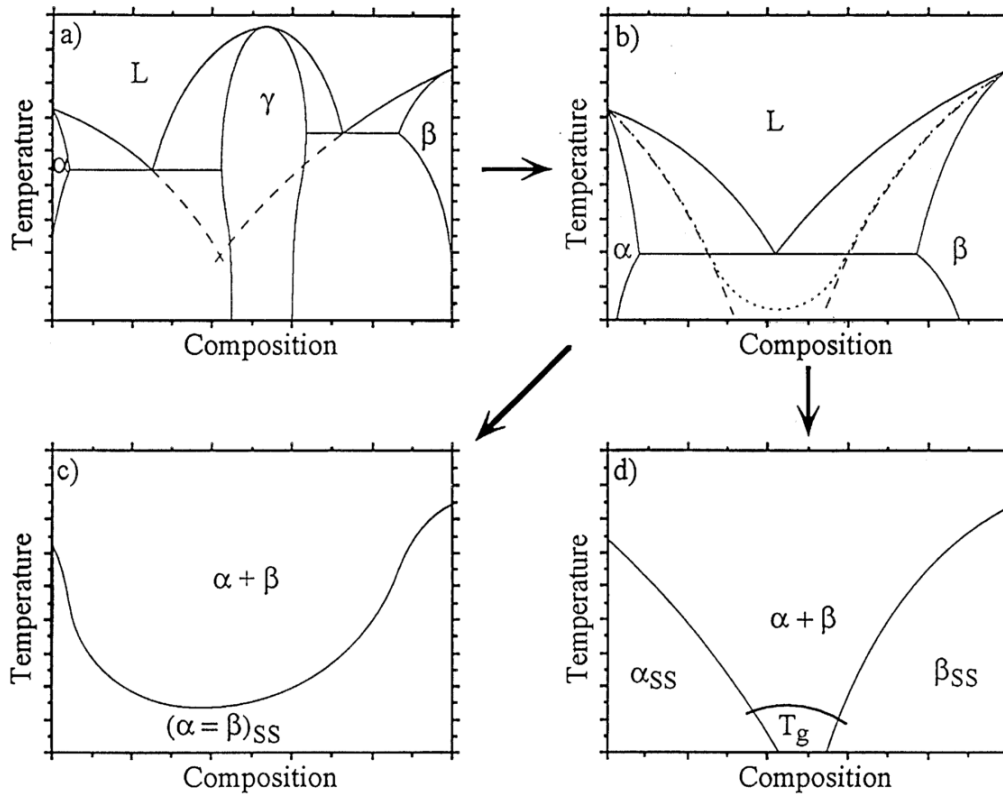 a)
L
γ
α
β
Temperature
Composition
b)
L
α
β
Temperature
Composition
c)
α + β
(α = β)SS
Temperature
Composition
d)
α + β
αSS
βSS
Tg
Temperature
Composition